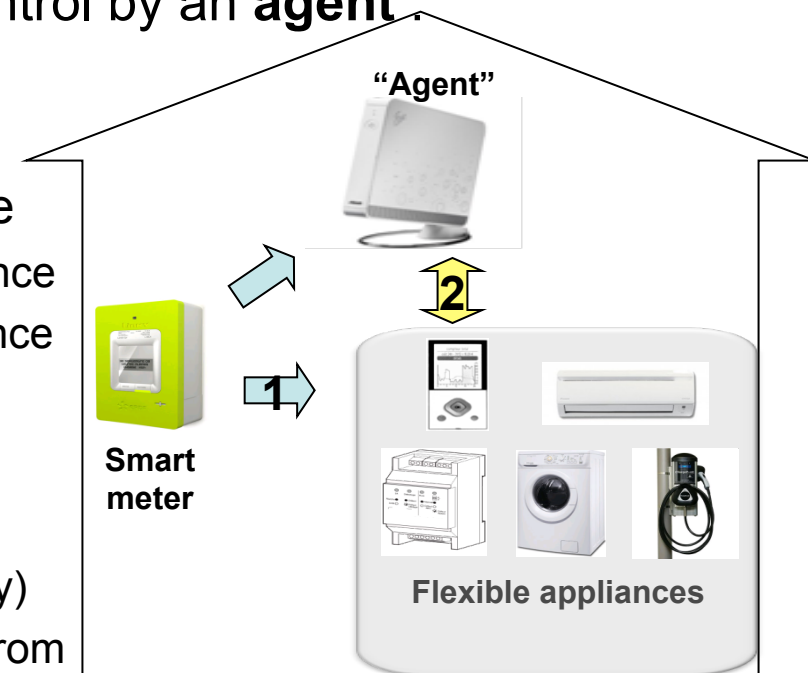 ntrol by an agent .
“Agent”
e
nce
nce
2
1
Smart
meter
y)
rom
Flexible appliances